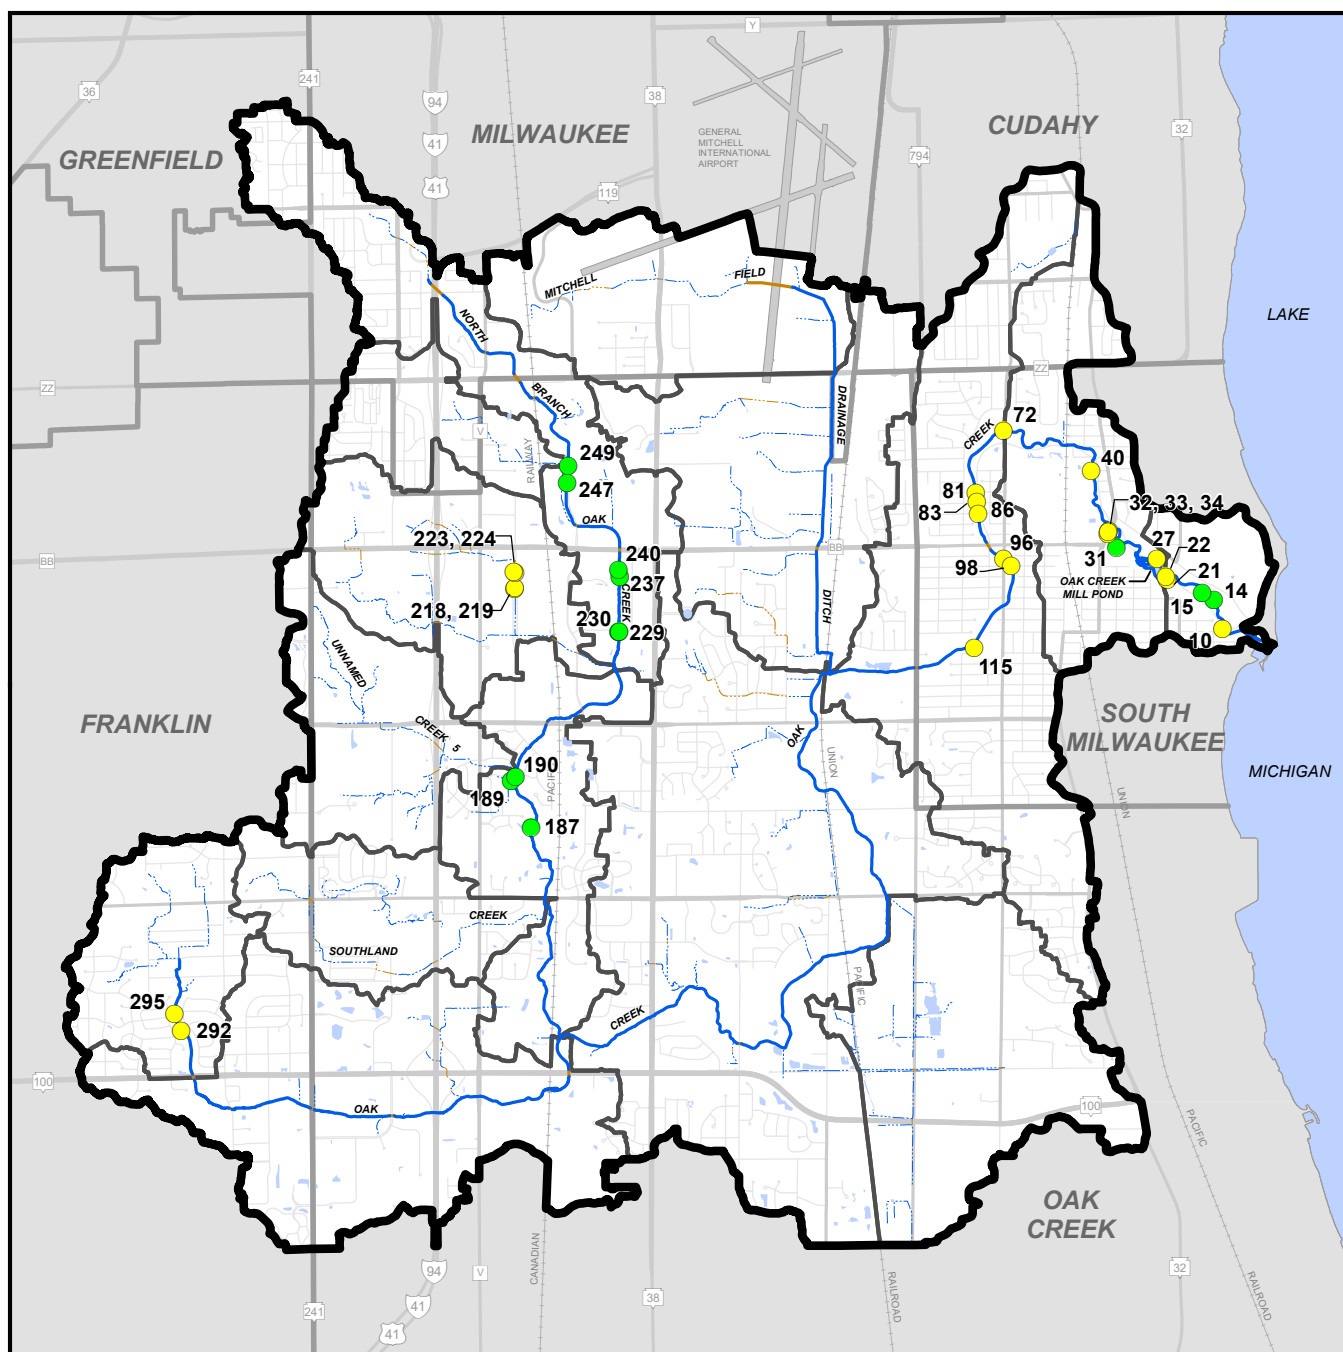 Y
36
241
94
38
MILWAUKEE
CUDAHY
32
GREENFIELD
41
GENERAL
MITCHELL
INTERNATIONAL
AIRPORT
794
41
119
MITCHELL
FIELD
LAKE
NORTH
ZZ
ZZ
BRANCH
DRAINAGE
V
RAILWAY
CREEK
72
249
40
247
81
83
86
32, 33, 34
OAK
223, 224
BB
BB
240
96
31
27
22
237
98
OAK CREEK
MILL POND
21
218, 219
CREEK
15
14
230
229
DITCH
10
UNNAMED
115
FRANKLIN
SOUTH
MILWAUKEE
CREEK 5
OAK
UNION
190
PACIFIC
MICHIGAN
189
UNION
187
CREEK
SOUTHLAND
PACIFIC
295
CREEK
292
100
OAK
100
PACIFIC
OAK
CREEK
CANADIAN
94
V
32
RAILROAD
RAILROAD
41
38
241
41